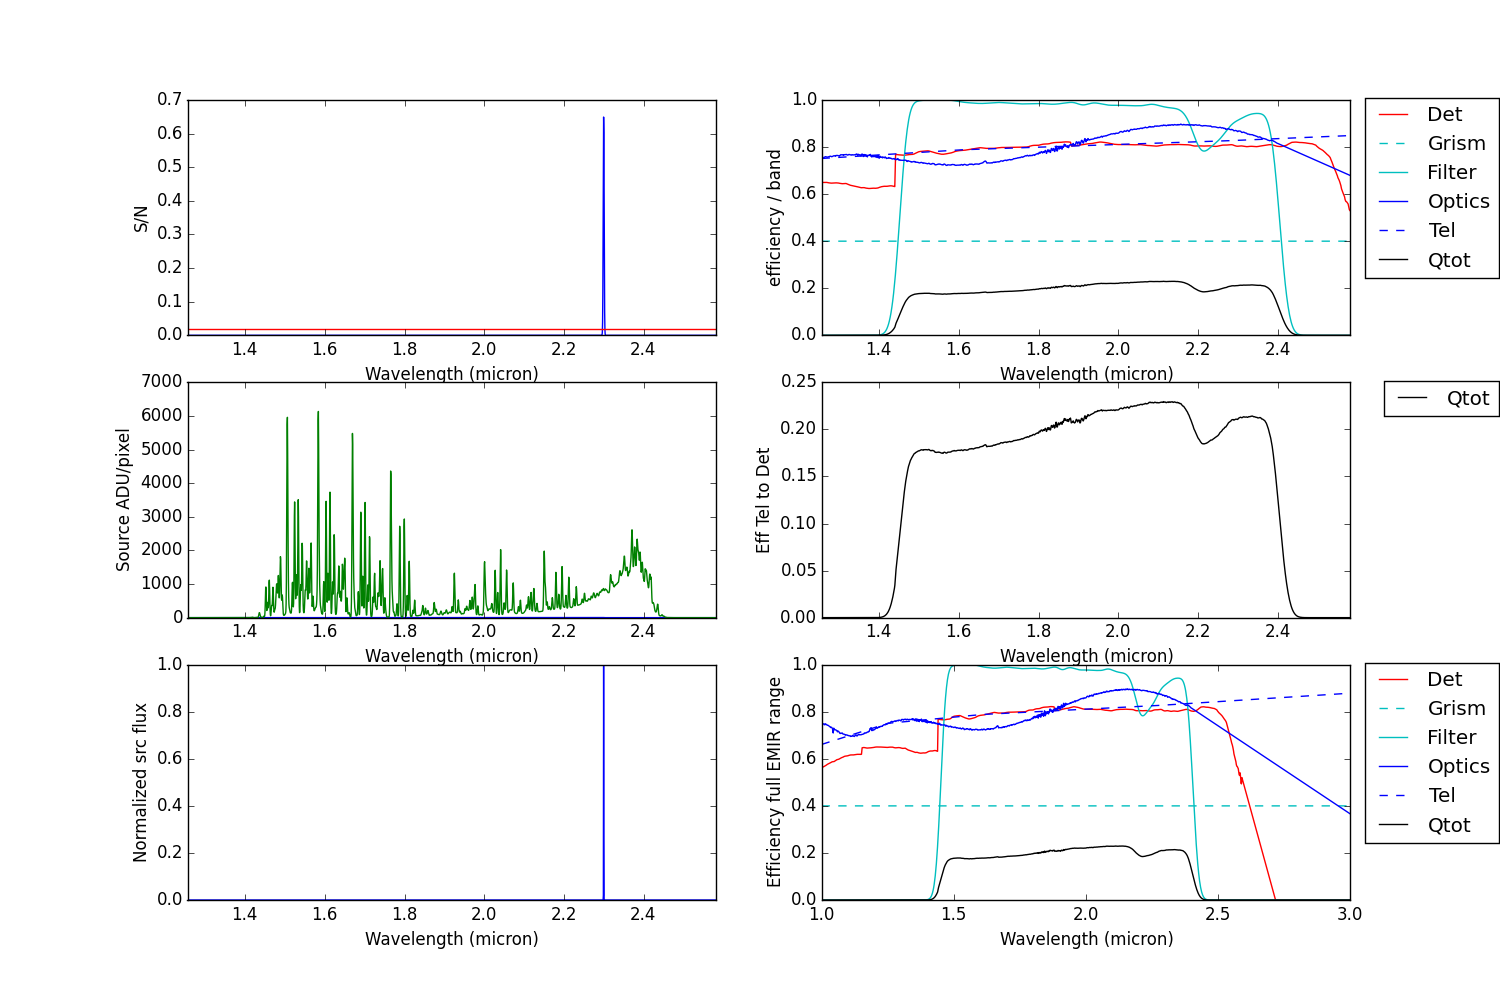 0.7
0.6
0.5
0.4
0.3
0.2
0.1
0.0
S/N
1.4 1.6 1.8 2.0 2.2 2.4
Wavelength (micron)
1.0
0.8
0.6
0.4
0.2
0.0
efficiency / band
1.4 1.6 1.8 2.0 2.2 2.4
Wavelength (micron)
Det
Grism
Filter
Optics
Tel
Qtot
7000
6000
5000
4000
3000
2000
1000
0
Source ADU/pixel
1.4 1.6 1.8 2.0 2.2 2.4
Wavelength (micron)
0.25
0.20
0.15
0.10
0.05
0.00
Eff Tel to Det
1.4 1.6 1.8 2.0 2.2 2.4
Wavelength (micron)
Qtot
1.0
0.8
0.6
0.4
0.2
0.0
Normalized src flux
1.4 1.6 1.8 2.0 2.2 2.4
Wavelength (micron)
1.0
0.8
0.6
0.4
0.2
0.0
Efficiency full EMIR range
1.0 1.5 2.0 2.5 3.0
Wavelength (micron)
Det
Grism
Filter
Optics
Tel
Qtot